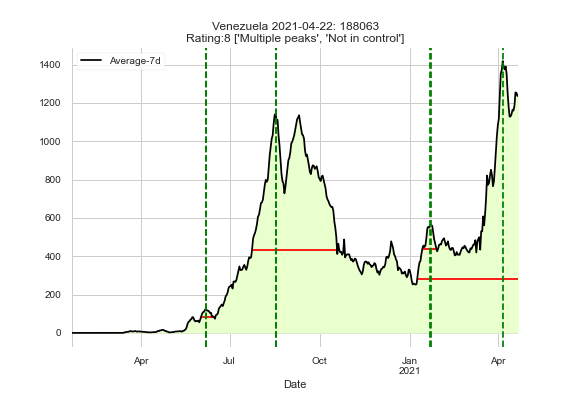 Venezuela 2021-04-22: 188063
Rating:8 ['Multiple peaks', 'Not in control']
Average-7d
1400
1200
1000
800
600
400
200
0
Apr
Jul
Oct
Jan
2021
Apr
Date